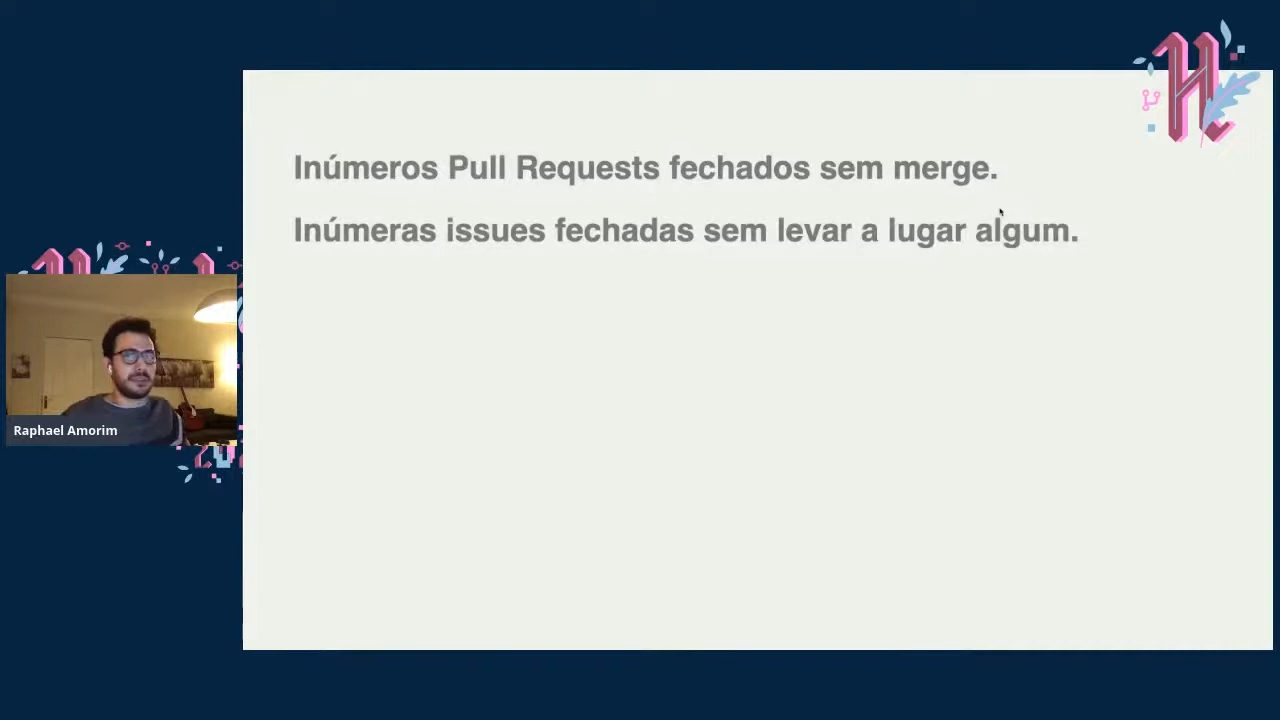 Inúmeros Pull Requests fechados sem merge.
Inúmeras issues fechadas sem levar a lugar algum.
Raphael Amorim